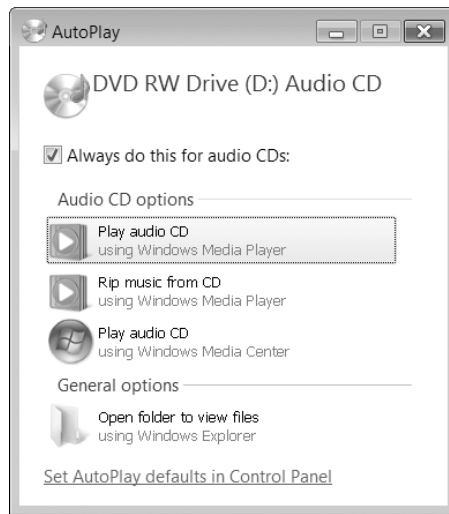 AutoPlay
DVD RW Drive (D:) Audio CD
Always do this for audio CDs:
Audio CD options
Play audio CD
using Windows Media Player
Rip music from CD
using Windows Media Player
Play audio CD
using Windows Media Center
General options
Open folder to view files
using Windows Explorer
Set AutoPlay defaults in Control Panel